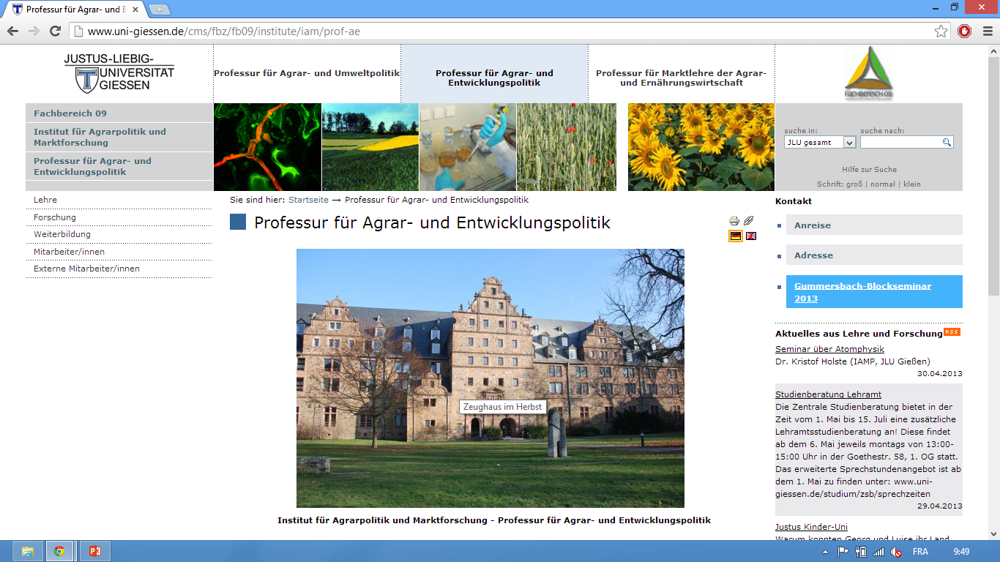 Professur für Agrar- und E
www.uni-giessen.de/cms/fbz/fb09/institute/iam/prof-ae
JUSTUS-LIEBIG-
UNIVERSITÄT
GIESSEN
Professur für Agrar- und Umweltpolitik
Professur für Agrar- und
Entwicklungspolitik
Professur für Marktlehre der Agrar-
und Ernährungswirtschaft
FACHBEREICH 09
Fachbereich 09
Institut für Agrarpolitik und
Marktforschung
Professur für Agrar- und
Entwicklungspolitik
suche in:
suche nach:
JLU gesamt
Hilfe zur Suche
Schrift: groß | normal | klein
Lehre
Forschung
Weiterbildung
Mitarbeiter/innen
Externe Mitarbeiter/innen
Sie sind hier: Startseite → Professur für Agrar- und Entwicklungspolitik
Professur für Agrar- und Entwicklungspolitik
Zeughaus im Herbst
Institut für Agrarpolitik und Marktforschung - Professur für Agrar- und Entwicklungspolitik
Kontakt
Anreise
Adresse
Gummersbach-Blockseminar
2013
Aktuelles aus Lehre und Forschung RSS
Seminar über Atomphysik
Dr. Kristof Holste (IAMP, JLU Gießen)
30.04.2013
Studienberatung Lehramt
Die Zentrale Studienberatung bietet in der
Zeit vom 1. Mai bis 15. Juli eine zusätzliche
Lehramtsstudienberatung an! Diese findet
ab dem 6. Mai jeweils montags von 13:00-
15:00 Uhr in der Goethestr. 58, 1. OG statt.
Das erweiterte Sprechstundenangebot ist ab
dem 1. Mai zu finden unter: www.uni-
giessen.de/studium/zsb/sprechzeiten
29.04.2013
Justus Kinder-Uni
Warum konnten Georg und Luise ihr Land
FRA
9:49